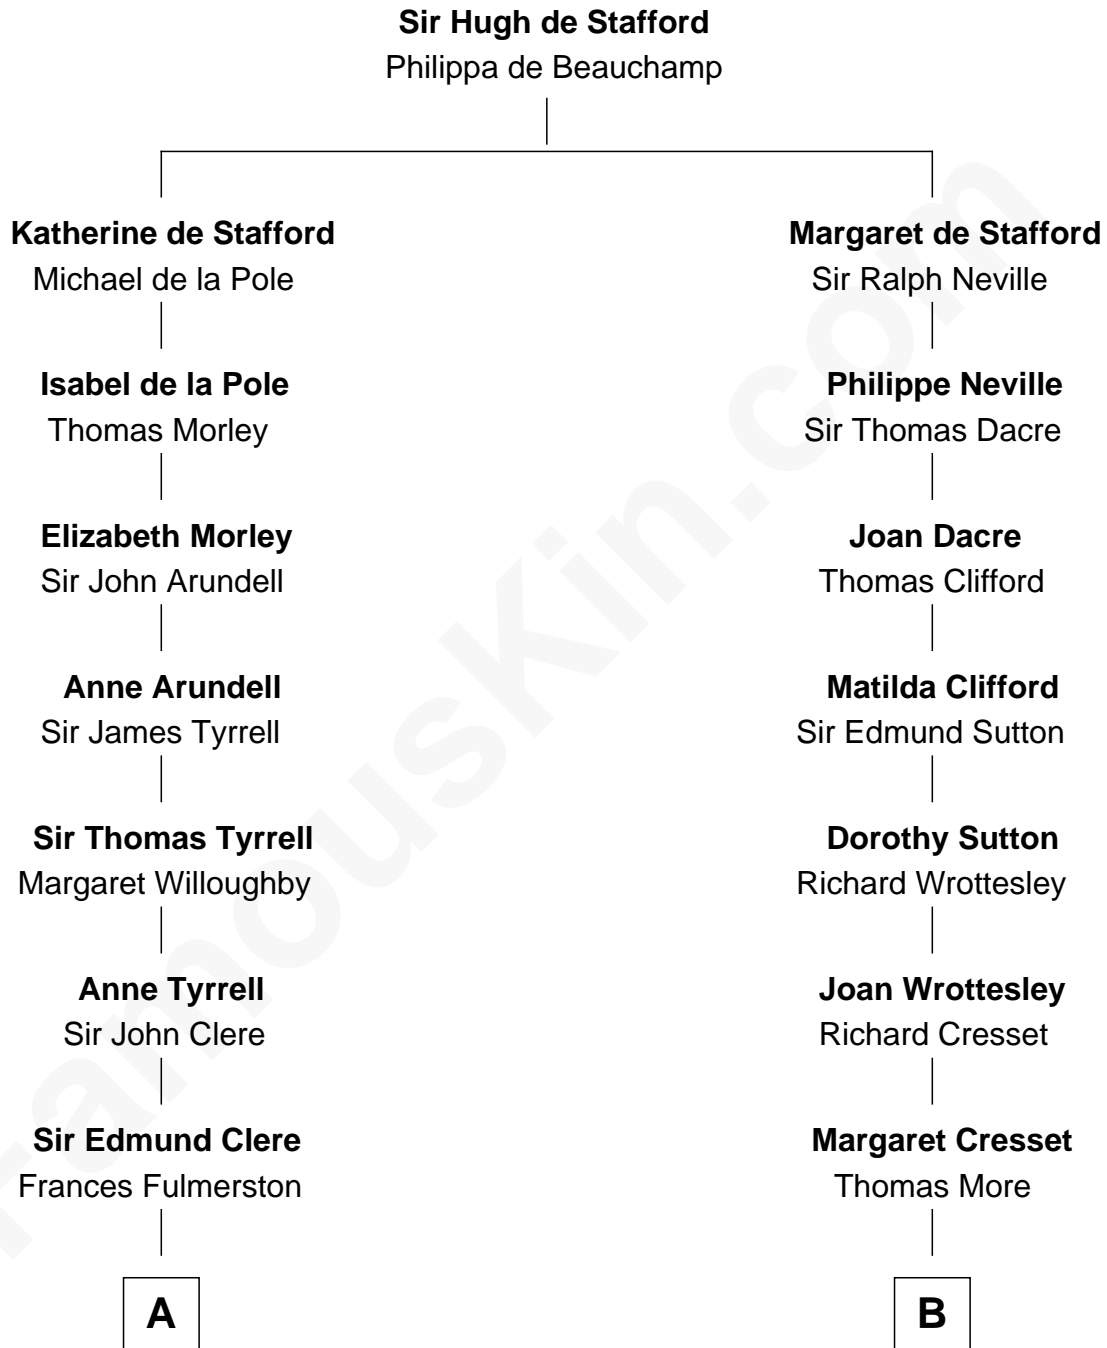 Sir Hugh de Stafford
Philippa de Beauchamp
Katherine de Stafford
Michael de la Pole
Margaret de Stafford
Sir Ralph Neville
Isabel de la Pole
Thomas Morley
Philippe Neville
Sir Thomas Dacre
Elizabeth Morley
Sir John Arundell
Joan Dacre
Thomas Clifford
Anne Arundell
Sir James Tyrrell
Matilda Clifford
Sir Edmund Sutton
Sir Thomas Tyrrell
Margaret Willoughby
Dorothy Sutton
Richard Wrottesley
Anne Tyrrell
Sir John Clere
Joan Wrottesley
Richard Cresset
Sir Edmund Clere
Frances Fulmerston
Margaret Cresset
Thomas More
A
B
FamousKin.com